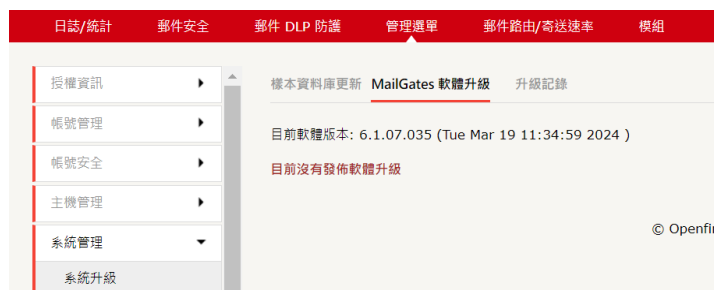 日誌/統計 郵件安全 郵件 DLP 防護 管理選單 郵件路由/寄送速率 模組
授權資訊
帳號管理
帳號安全
主機管理
系統管理
系統升級
樣本資料庫更新 MailGates 軟體升級 升級記錄
目前軟體版本: 6.1.07.035 (Tue Mar 19 11:34:59 2024 )
目前沒有發佈軟體升級
© Openfi